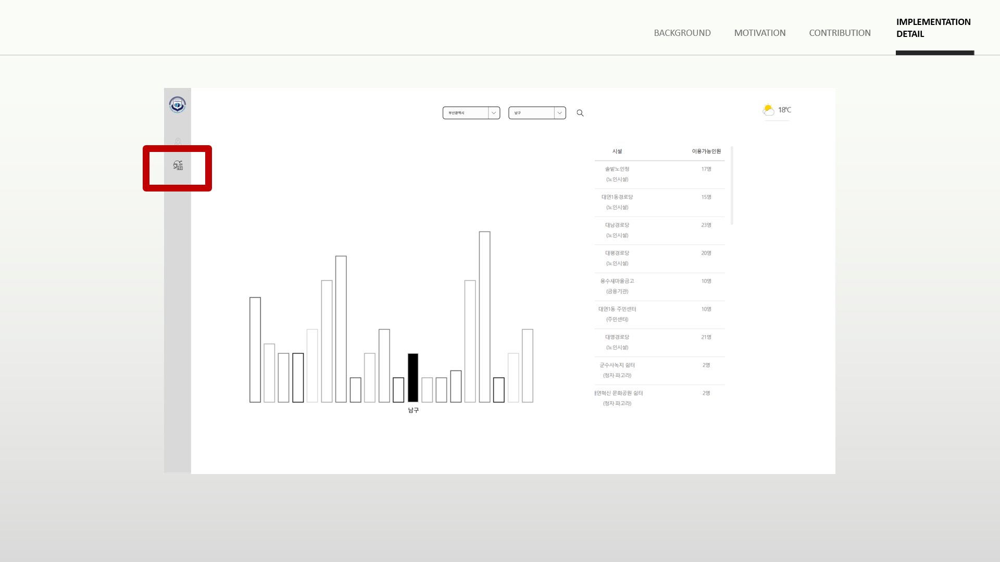 BACKGROUND
MOTIVATION
CONTRIBUTION
IMPLEMENTATION
DETAIL
부산광역시
남구
18℃
시설 이용가능인원
솔밭노인정 17명
(노인시설)
대연1동경로당 15명
(노인시설)
대남경로당 23명
(노인시설)
대평경로당 20명
(노인시설)
용수새마을금고 10명
(금융기관)
대연1동 주민센터 10명
(주민센터)
대명경로당 21명
(노인시설)
군수사녹지 쉼터 2명
(정자·파고라)
대연혁신 문화공원 쉼터 2명
(정자·파고라)
남구